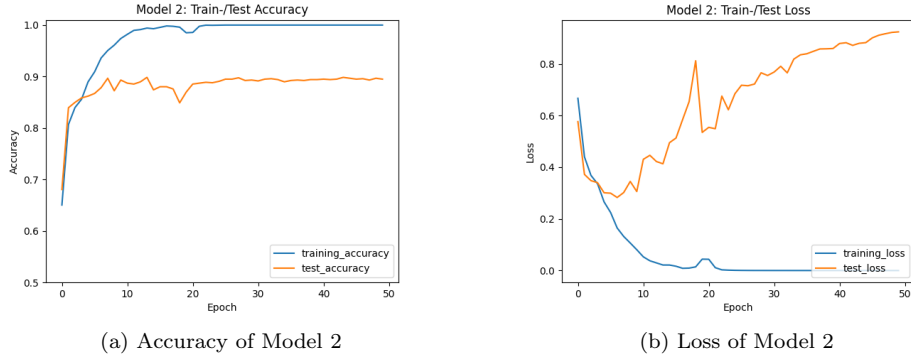 Model 2: Train-/Test Accuracy
1.0
0.9
0.8
0.7
0.6
0.5
Accuracy
training_accuracy
test_accuracy
0 10 20 30 40 50
Epoch
(a) Accuracy of Model 2
Model 2: Train-/Test Loss
0.8
0.6
0.4
0.2
0.0
Loss
training_loss
test_loss
0 10 20 30 40 50
Epoch
(b) Loss of Model 2